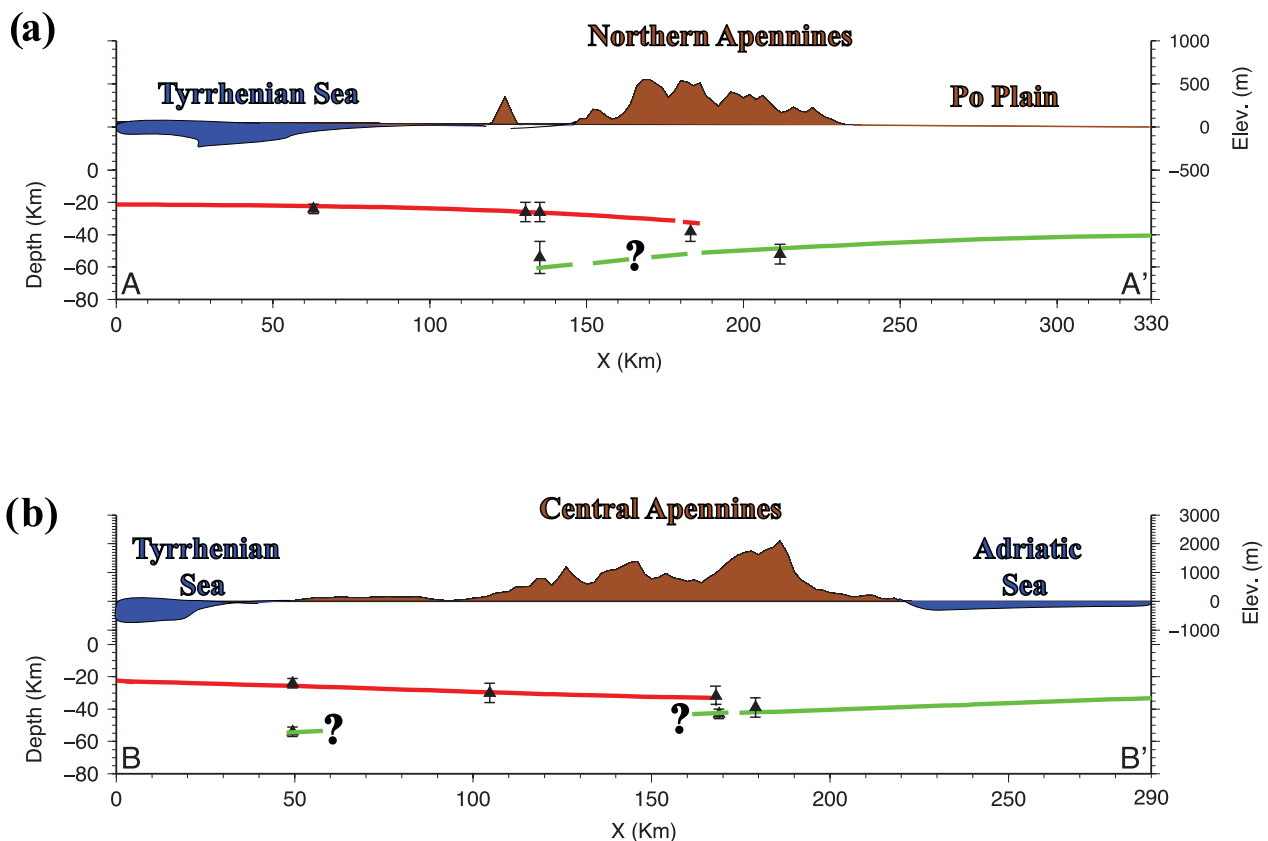 (a)
Northern Apennines
Tyrrhenian Sea
Po Plain
1000
500
0
−500
Elev. (m)
0
−20
−40
−60
−80
Depth (Km)
?
A
A’
0
50
100
150
200
250
300
330
X (Km)
(b)
Central Apennines
Tyrrhenian
Sea
Adriatic
Sea
3000
2000
1000
0
−1000
Elev. (m)
0
−20
−40
−60
−80
Depth (Km)
?
?
B
B’
0
50
100
150
200
250
290
X (Km)